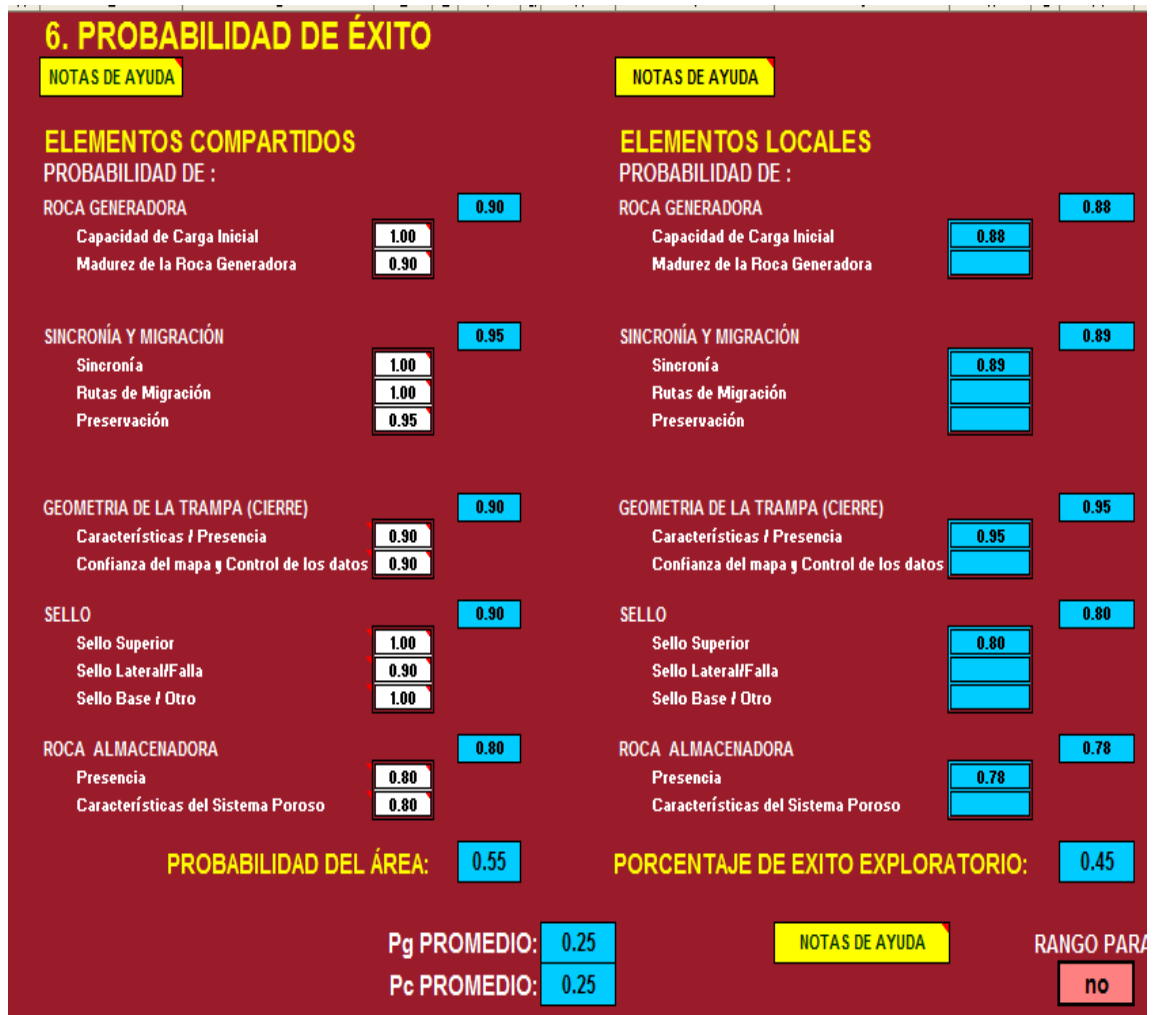 6. PROBABILIDAD DE ÉXITO
NOTAS DE AYUDA
NOTAS DE AYUDA
ELEMENTOS COMPARTIDOS
PROBABILIDAD DE :
ROCA GENERADORA 0.90
Capacidad de Carga Inicial 1.00
Madurez de la Roca Generadora 0.90
SINCRONÍA Y MIGRACIÓN 0.95
Sincronía 1.00
Rutas de Migración 1.00
Preservación 0.95
GEOMETRIA DE LA TRAMPA (CIERRE) 0.90
Características / Presencia 0.90
Confianza del mapa y Control de los datos 0.90
SELLO 0.90
Sello Superior 1.00
Sello Lateral/Falla 0.90
Sello Base / Otro 1.00
ROCA ALMACENADORA 0.80
Presencia 0.80
Características del Sistema Poroso 0.80
PROBABILIDAD DEL ÁREA: 0.55
ELEMENTOS LOCALES
PROBABILIDAD DE :
ROCA GENERADORA 0.88
Capacidad de Carga Inicial 0.88
Madurez de la Roca Generadora
SINCRONÍA Y MIGRACIÓN 0.89
Sincronía 0.89
Rutas de Migración
Preservación
GEOMETRIA DE LA TRAMPA (CIERRE) 0.95
Características / Presencia 0.95
Confianza del mapa y Control de los datos
SELLO 0.80
Sello Superior 0.80
Sello Lateral/Falla
Sello Base / Otro
ROCA ALMACENADORA 0.78
Presencia 0.78
Características del Sistema Poroso
PORCENTAJE DE EXITO EXPLORATORIO: 0.45
Pg PROMEDIO: 0.25
Pc PROMEDIO: 0.25
NOTAS DE AYUDA
RANGO PARA
no